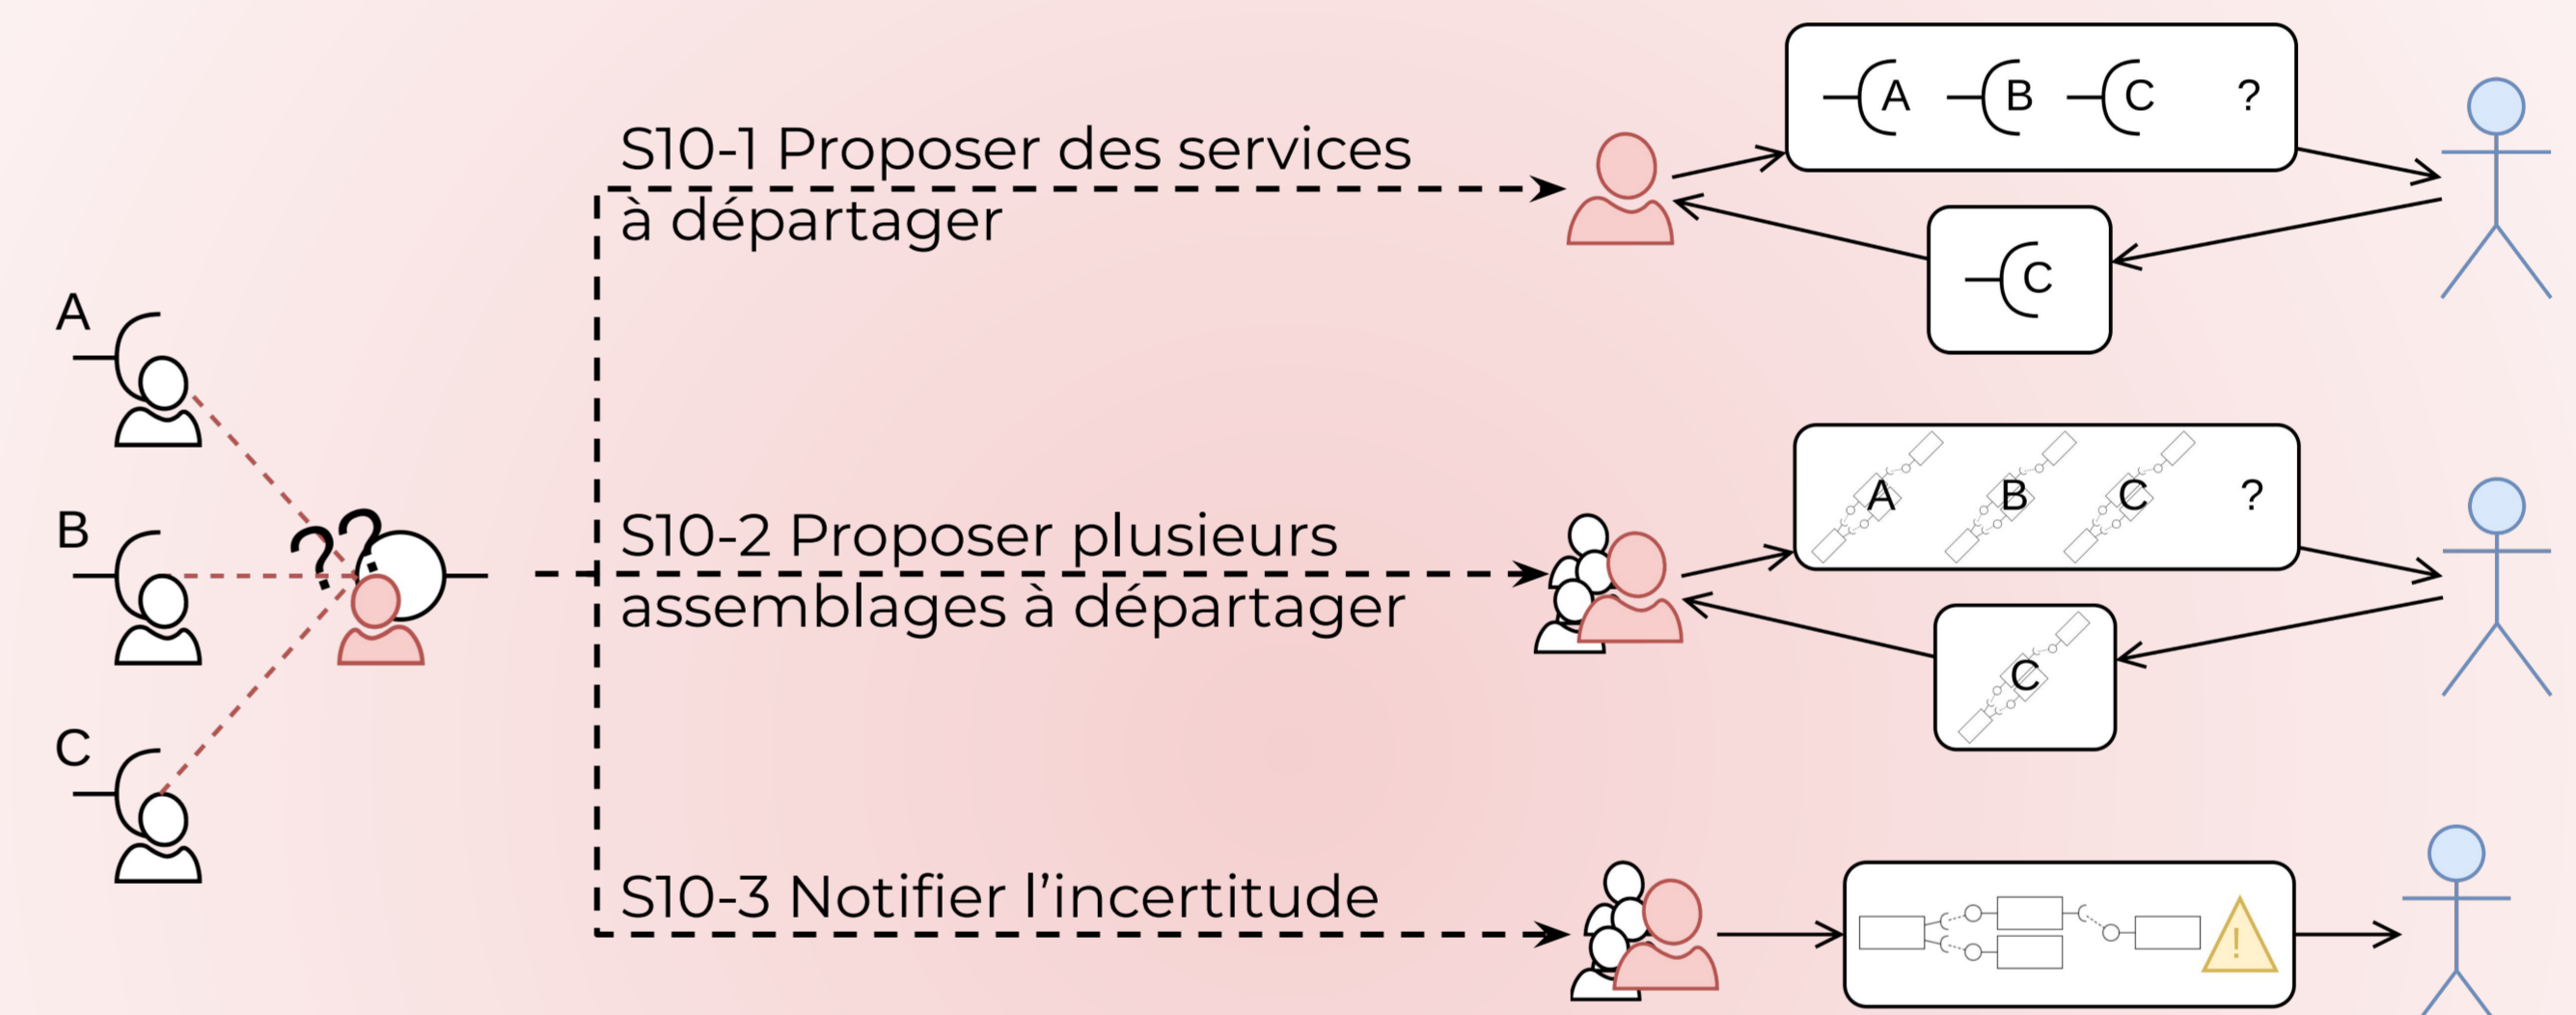 A B C ?
S10-1 Proposer des services
à départager
C
A
B
C
??
S10-2 Proposer plusieurs
assemblages à départager
A B C ?
C
S10-3 Notifier l’incertitude
!